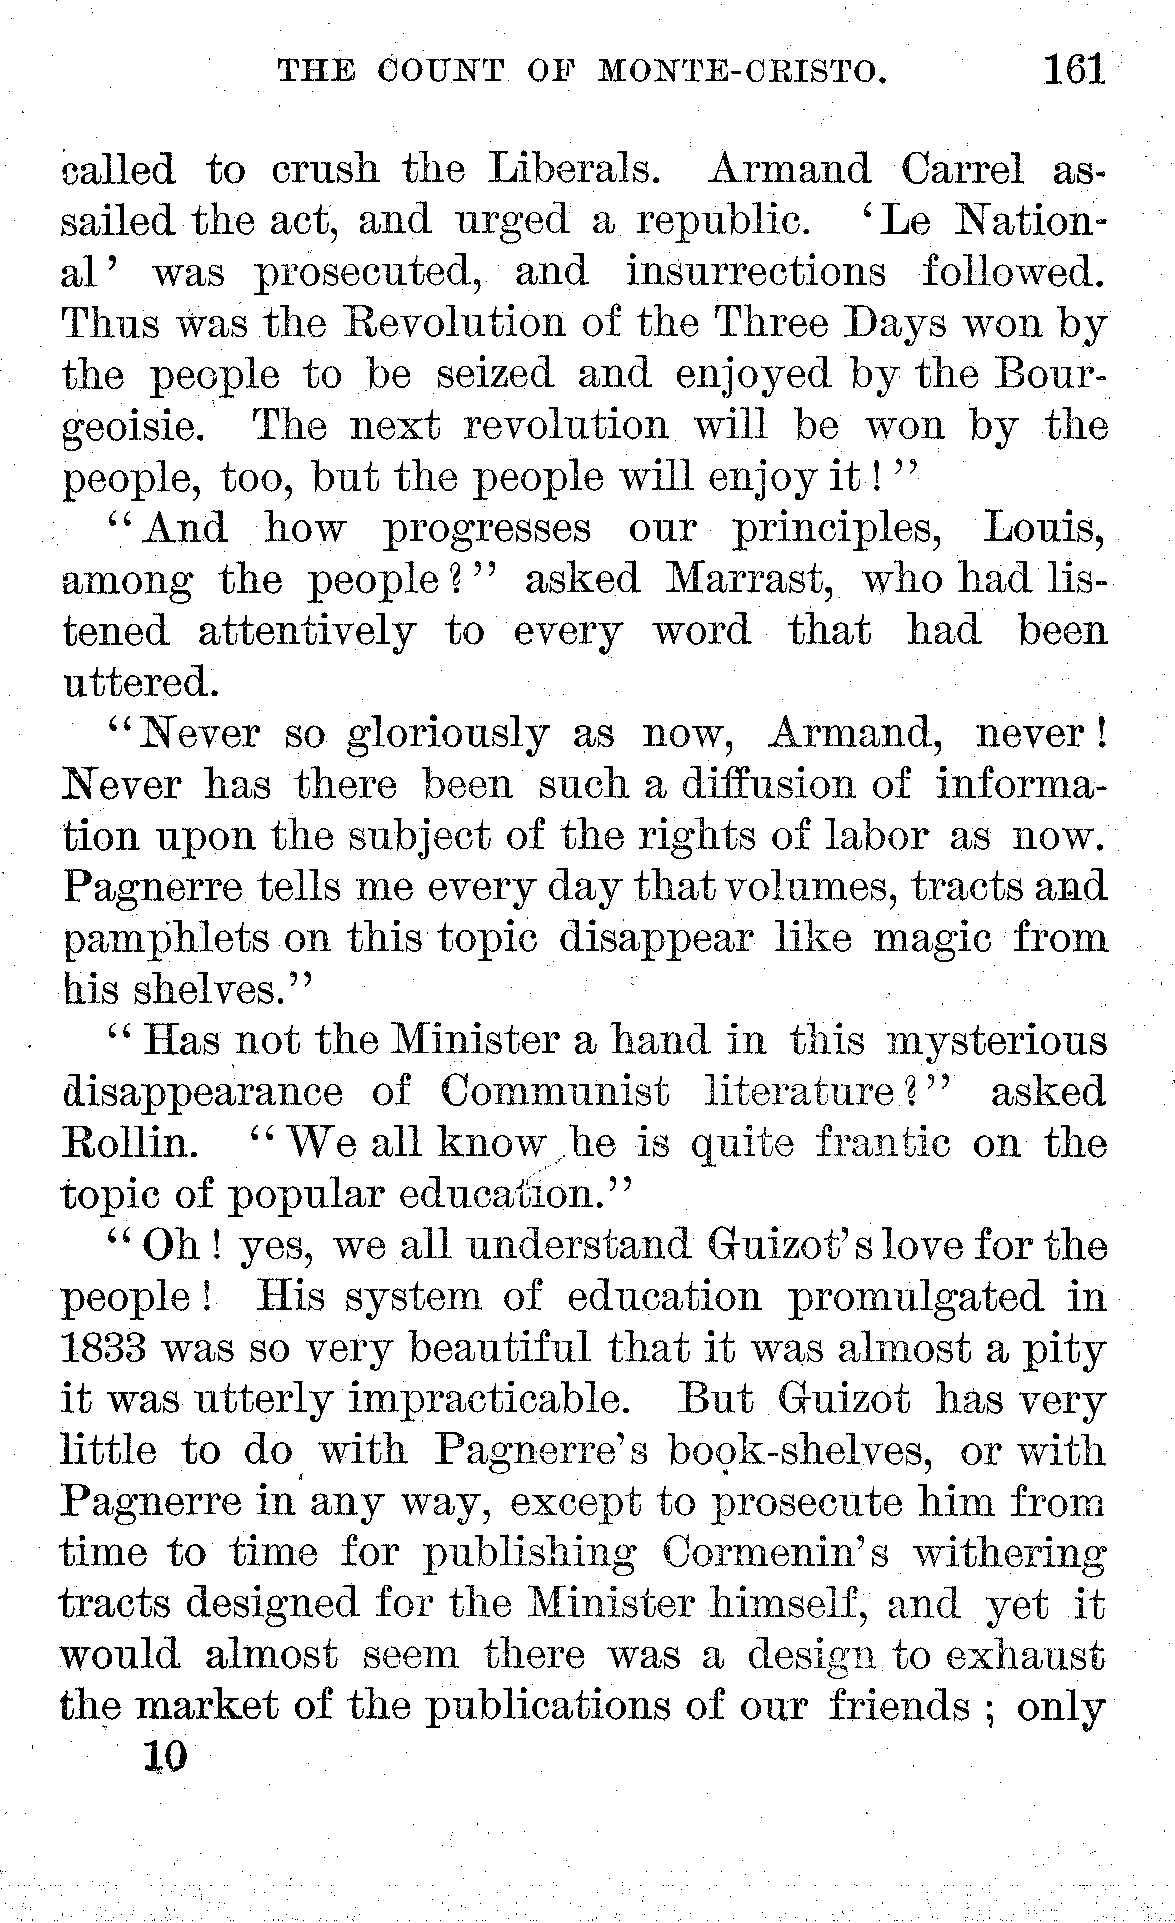 THE COUNT OF MONTE-CRISTO. 161
called to crush the Liberals. Armand Carrel as-
sailed the act, and urged a republic. ‘Le Nation-
al’ was prosecuted, and insurrections followed.
Thus was the Revolution of the Three Days won by
the people to be seized and enjoyed by the Bour-
geoisie. The next revolution will be won by the
people, too, but the people will enjoy it!”
“And how progresses our principles, Louis,
among the people?” asked Marrast, who had lis-
tened attentively to every word that had been
uttered.
“Never so gloriously as now, Armand, never!
Never has there been such a diffusion of informa-
tion upon the subject of the rights of labor as now.
Pagnerre tells me every day that volumes, tracts and
pamphlets on this topic disappear like magic from
his shelves.”
“Has not the Minister a hand in this mysterious
disappearance of Communist literature?” asked
Rollin. “We all know he is quite frantic on the
topic of popular education.”
“Oh! yes, we all understand Guizot’s love for the
people! His system of education promulgated in
1833 was so very beautiful that it was almost a pity
it was utterly impracticable. But Guizot has very
little to do with Pagnerre’s book-shelves, or with
Pagnerre in any way, except to prosecute him from
time to time for publishing Cormenin’s withering
tracts designed for the Minister himself, and yet it
would almost seem there was a design to exhaust
the market of the publications of our friends; only
10